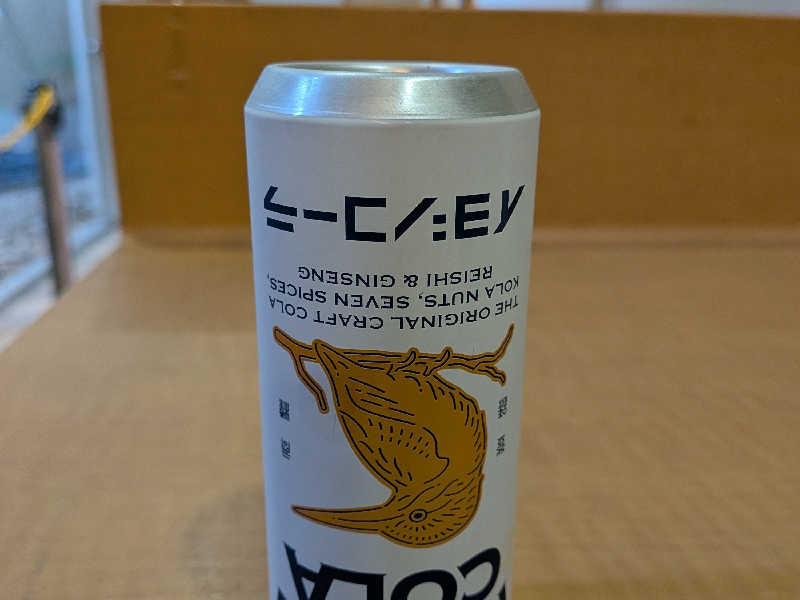 COLA
THE ORIGINAL CRAFT COLA
KOLA NUTS, SEVEN SPICES,
REISHI & GINSENG
イヨシコーラ